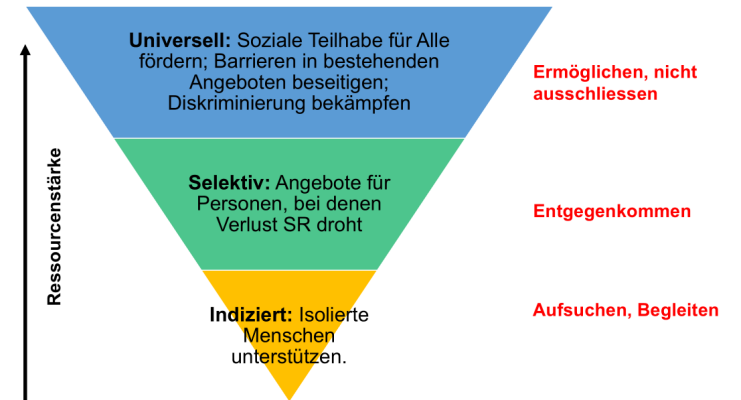 Universell: Soziale Teilhabe für Alle
fördern; Barrieren in bestehenden
Angeboten beseitigen;
Diskriminierung bekämpfen
Ermöglichen, nicht
ausschliessen
Ressourcenstärke
Selektiv: Angebote für
Personen, bei denen
Verlust SR droht
Entgegenkommen
Indiziert: Isolierte
Menschen
unterstützen.
Aufsuchen, Begleiten